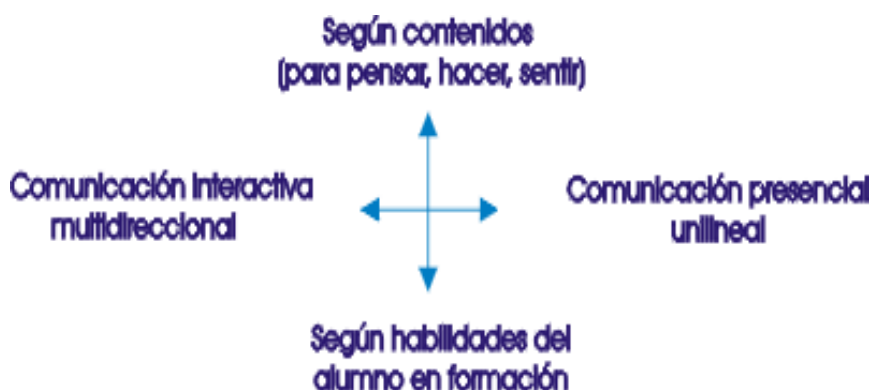 Según contenidos
(para pensar, hacer, sentir)
Comunicación interactiva
multidireccional
Comunicación presencial
unilineal
Según habilidades del
alumno en formación